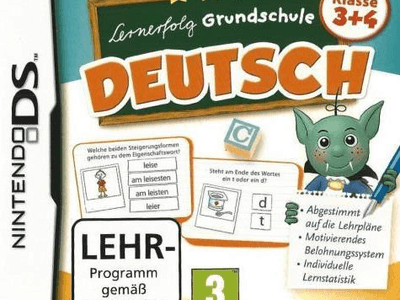 Klasse
3+4
Lernerfolg Grundschule
DEUTSCH
NINTENDO DS
Welche beiden Steigerungsformen
gehören zu dem Eigenschaftswort?
leise
am leisesten
am leisten
leier
C
Steht am Ende des Wortes
ein t oder ein d?
d
t
• Abgestimmt
auf die Lehrpläne
• Motivierendes
Belohnungssystem
• Individuelle
Lernstatistik
LEHR-
Programm
gemäß
3